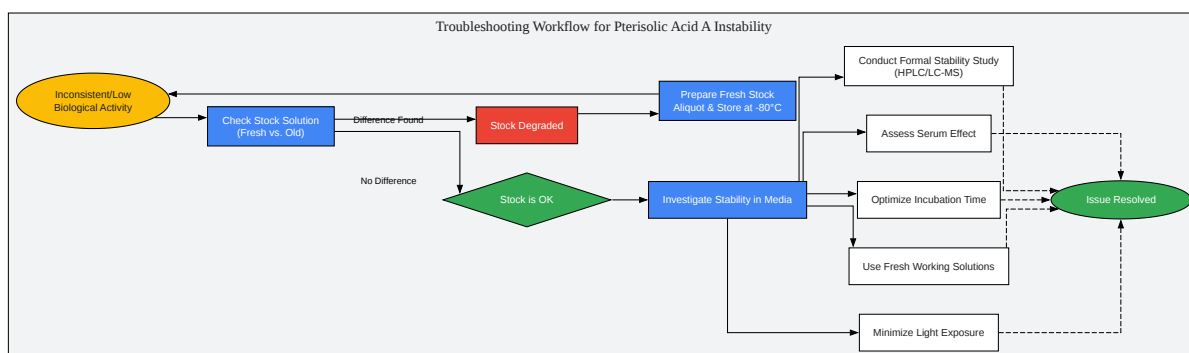 Troubleshooting Workflow for Pterisolic Acid A Instability
Inconsistent/Low
Biological Activity
Check Stock Solution
(Fresh vs. Old)
Difference Found
No Difference
Stock Degraded
Prepare Fresh Stock
Aliquot & Store at -80°C
Stock is OK
Investigate Stability in Media
Conduct Formal Stability Study
(HPLC/LC-MS)
Assess Serum Effect
Optimize Incubation Time
Use Fresh Working Solutions
Minimize Light Exposure
Issue Resolved